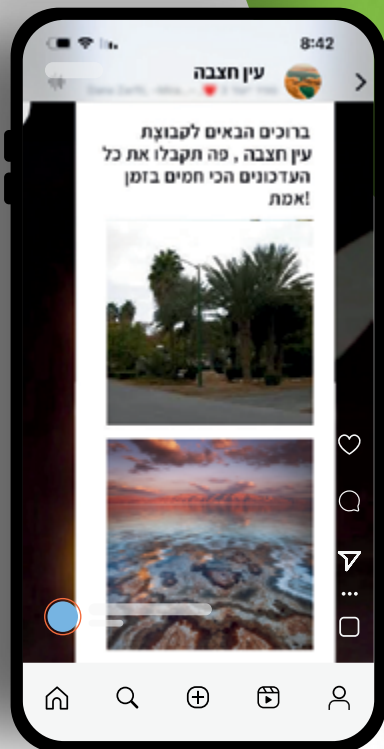 8:42
עין חצבה
ברוכים הבאים לקבוצת
עין חצבה , פה תקבלו את כל
העדכונים הכי חמים בזמן
אמת!